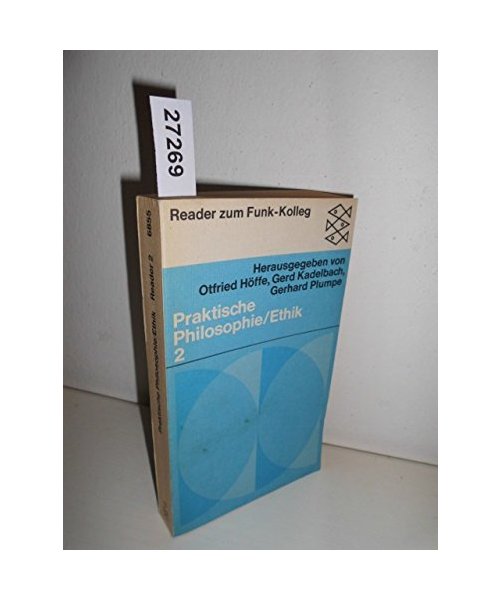 27269
Reader zum Funk-Kolleg
Herausgegeben von
Otfried Höffe, Gerd Kadelbach,
Gerhard Plumpe
Praktische
Philosophie/Ethik
2
Praktische Philosophie/Ethik Reader 2 6855